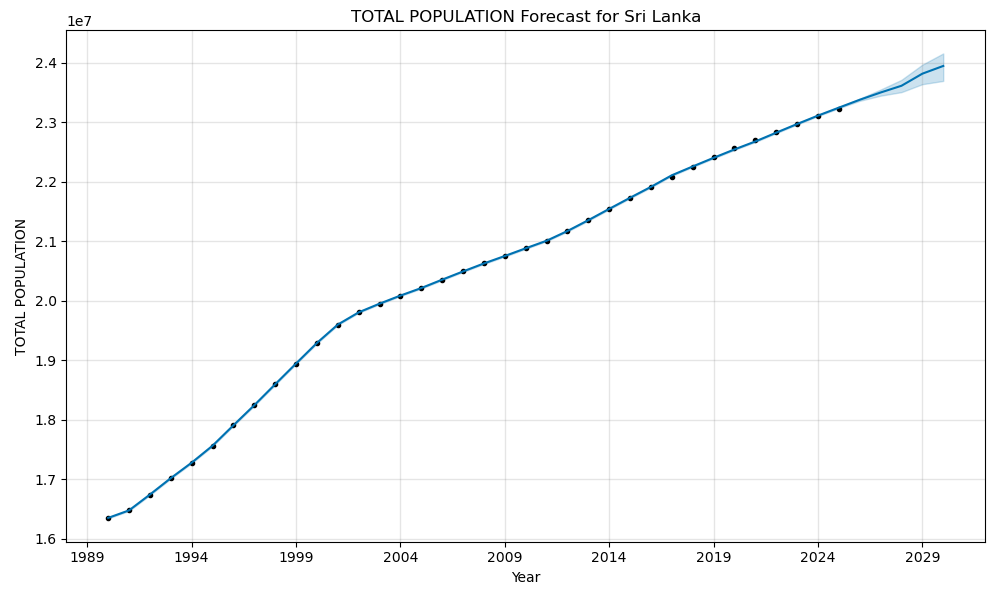 TOTAL POPULATION Forecast for Sri Lanka
1e7
2.4
2.3
2.2
2.1
2.0
1.9
1.8
1.7
1.6
TOTAL POPULATION
1989 1994 1999 2004 2009 2014 2019 2024 2029
Year